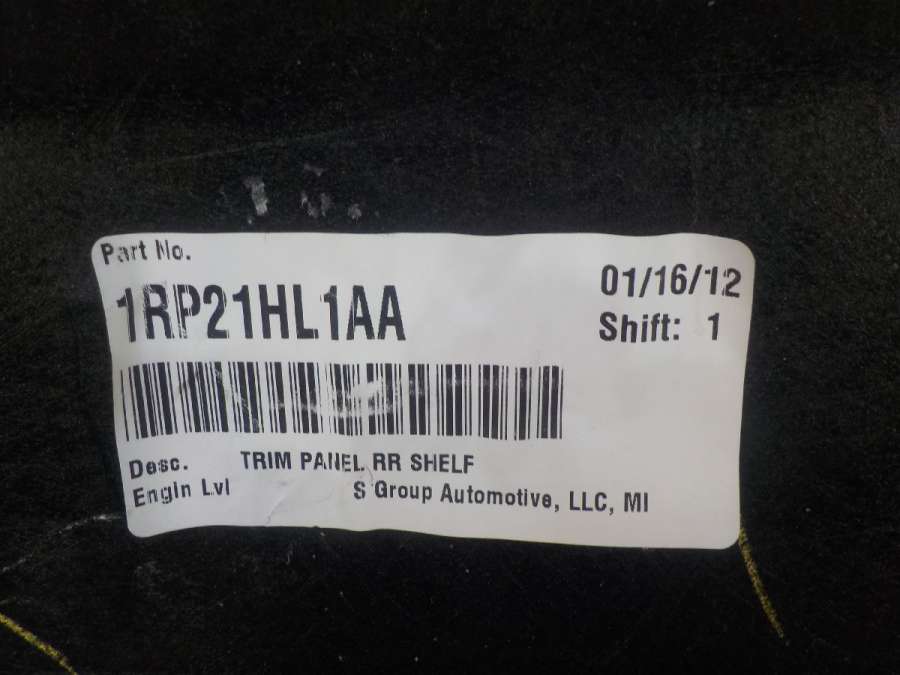 Part No.
1RP21HL1AA
01/16/12
Shift: 1
Desc. TRIM PANEL RR SHELF
Engin Lvl S Group Automotive, LLC, MI